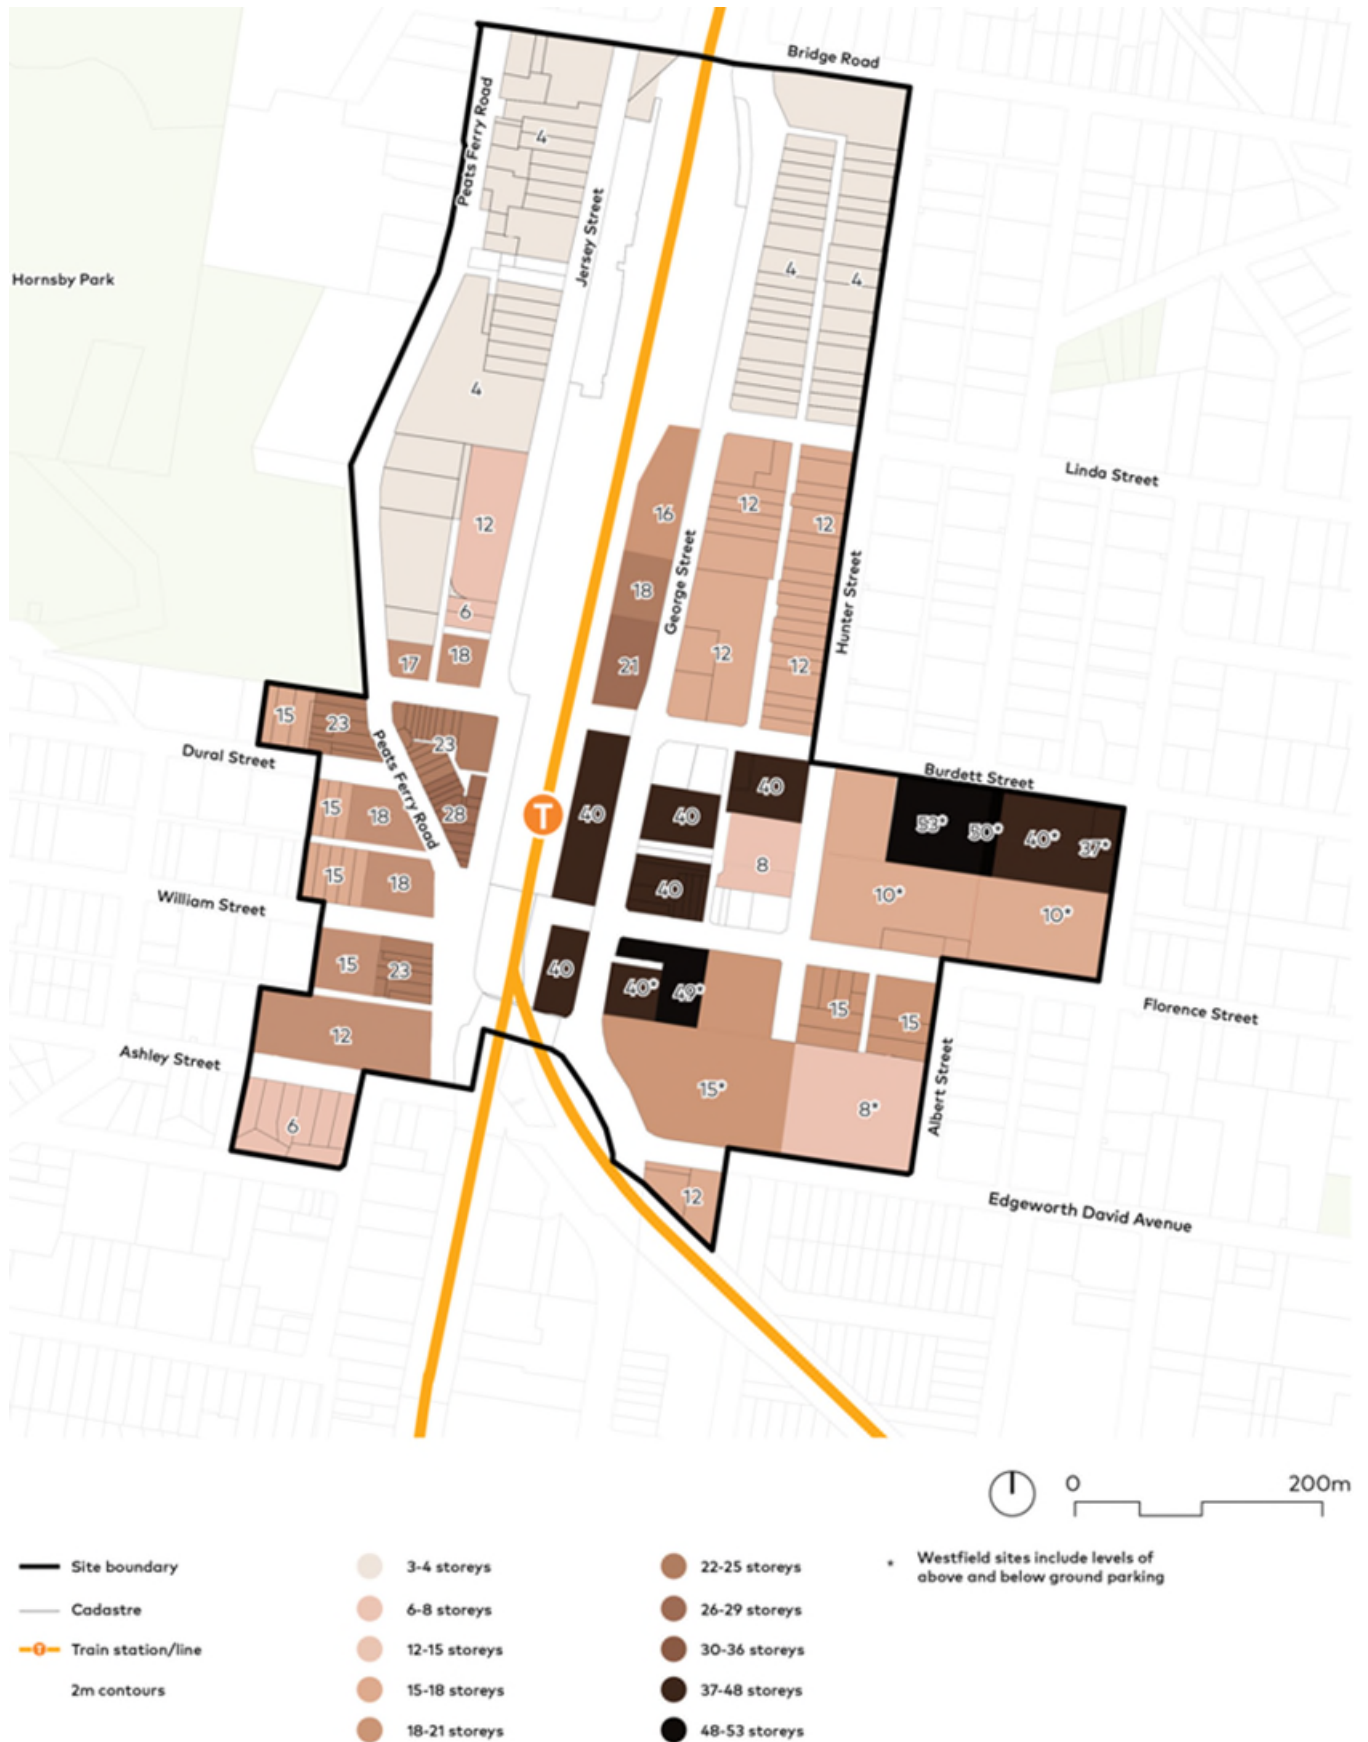 Bridge Road
Peats Ferry Road
4
Jersey Street
Hornsby Park
4
4
4
Linda Street
12
16
12
12
George Street
Hunter Street
18
6
17
18
21
12
12
15
23
Dural Street
Peats Ferry Road
23
Burdett Street
15
18
28
T
40
40
40
53*
50*
40*
37*
8
15
18
40
10*
10*
William Street
15
23
40
40*
49*
15
15
Florence Street
Ashley Street
12
15*
8*
Albert Street
6
12
Edgeworth David Avenue
0
200m
Site boundary
Cadastre
T
Train station/line
2m contours
3-4 storeys
6-8 storeys
12-15 storeys
15-18 storeys
18-21 storeys
22-25 storeys
26-29 storeys
30-36 storeys
37-48 storeys
48-53 storeys
* Westfield sites include levels of
above and below ground parking